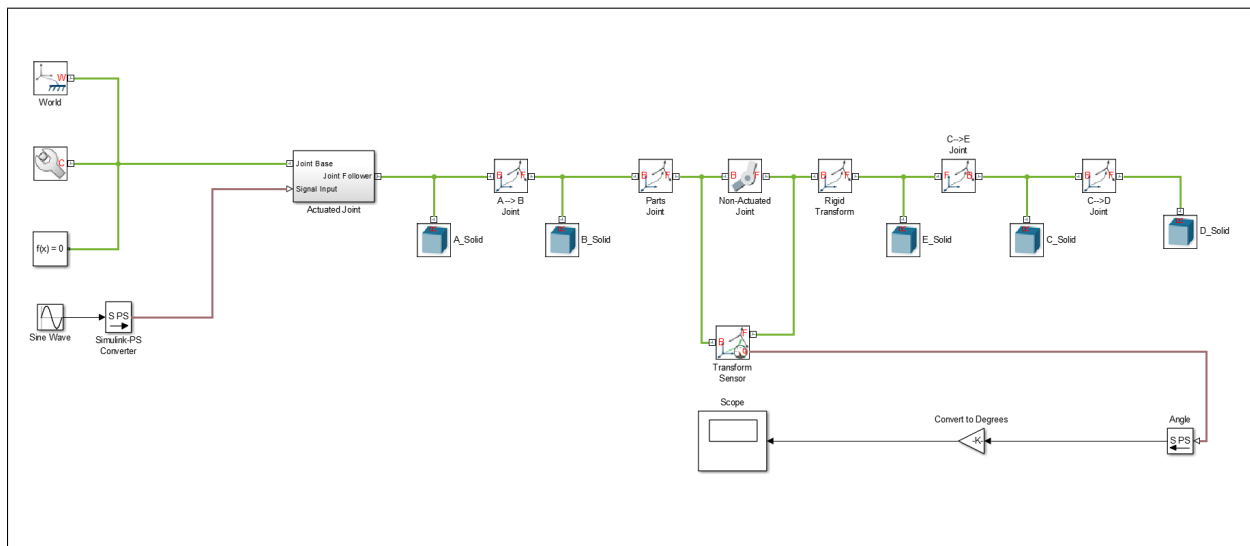 W
World
C
f(x) = 0
Sine Wave
S PS
Simulink-PS
Converter
Joint Base
Joint Follower
Signal Input
Actuated Joint
B F
A --> B
Joint
A_Solid
B_Solid
B F
Parts
Joint
B F
Non-Actuated
Joint
B F
Rigid
Transform
C-->E
Joint
F B
E_Solid
C_Solid
B F
C-->D
Joint
D_Solid
B F
Transform
Sensor
Scope
Convert to Degrees
-K-
Angle
S PS